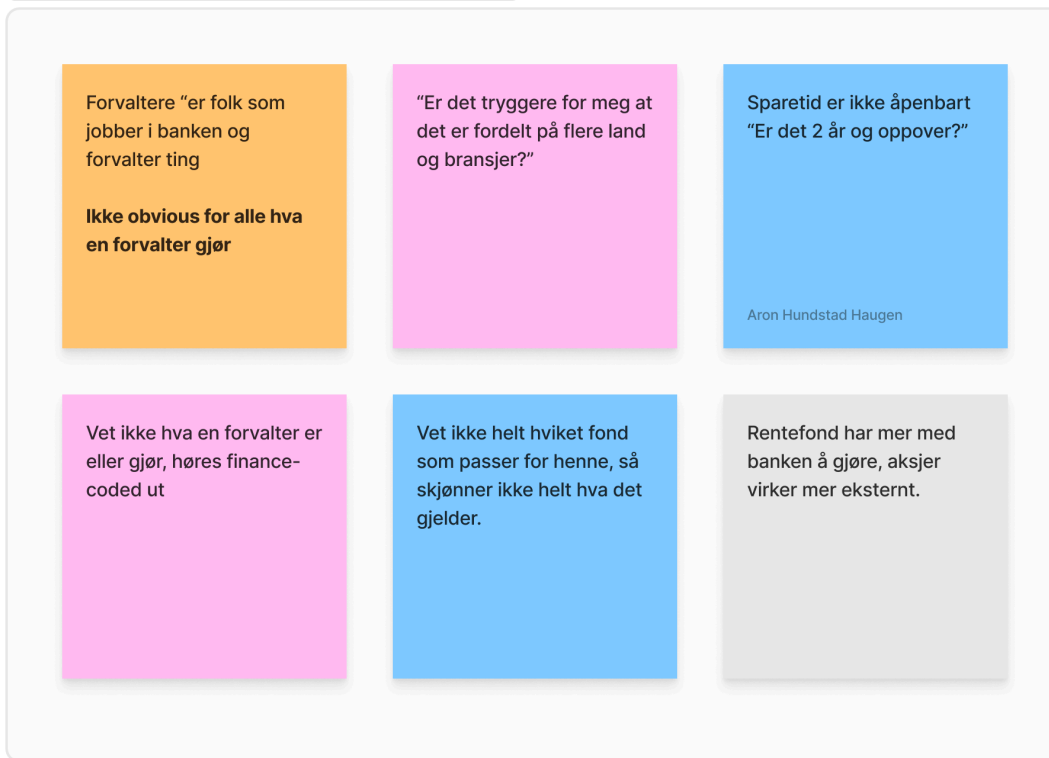 Forvaltere “er folk som
jobber i banken og
forvalter ting
Ikke obvious for alle hva
en forvalter gjør
“Er det tryggere for meg at
det er fordelt på flere land
og bransjer?”
Sparetid er ikke åpenbart
“Er det 2 år og oppover?”
Aron Hundstad Haugen
Vet ikke hva en forvalter er
eller gjør, høres finance-
coded ut
Vet ikke helt hviket fond
som passer for henne, så
skjønner ikke helt hva det
gjelder.
Rentefond har mer med
banken å gjøre, aksjer
virker mer eksternt.